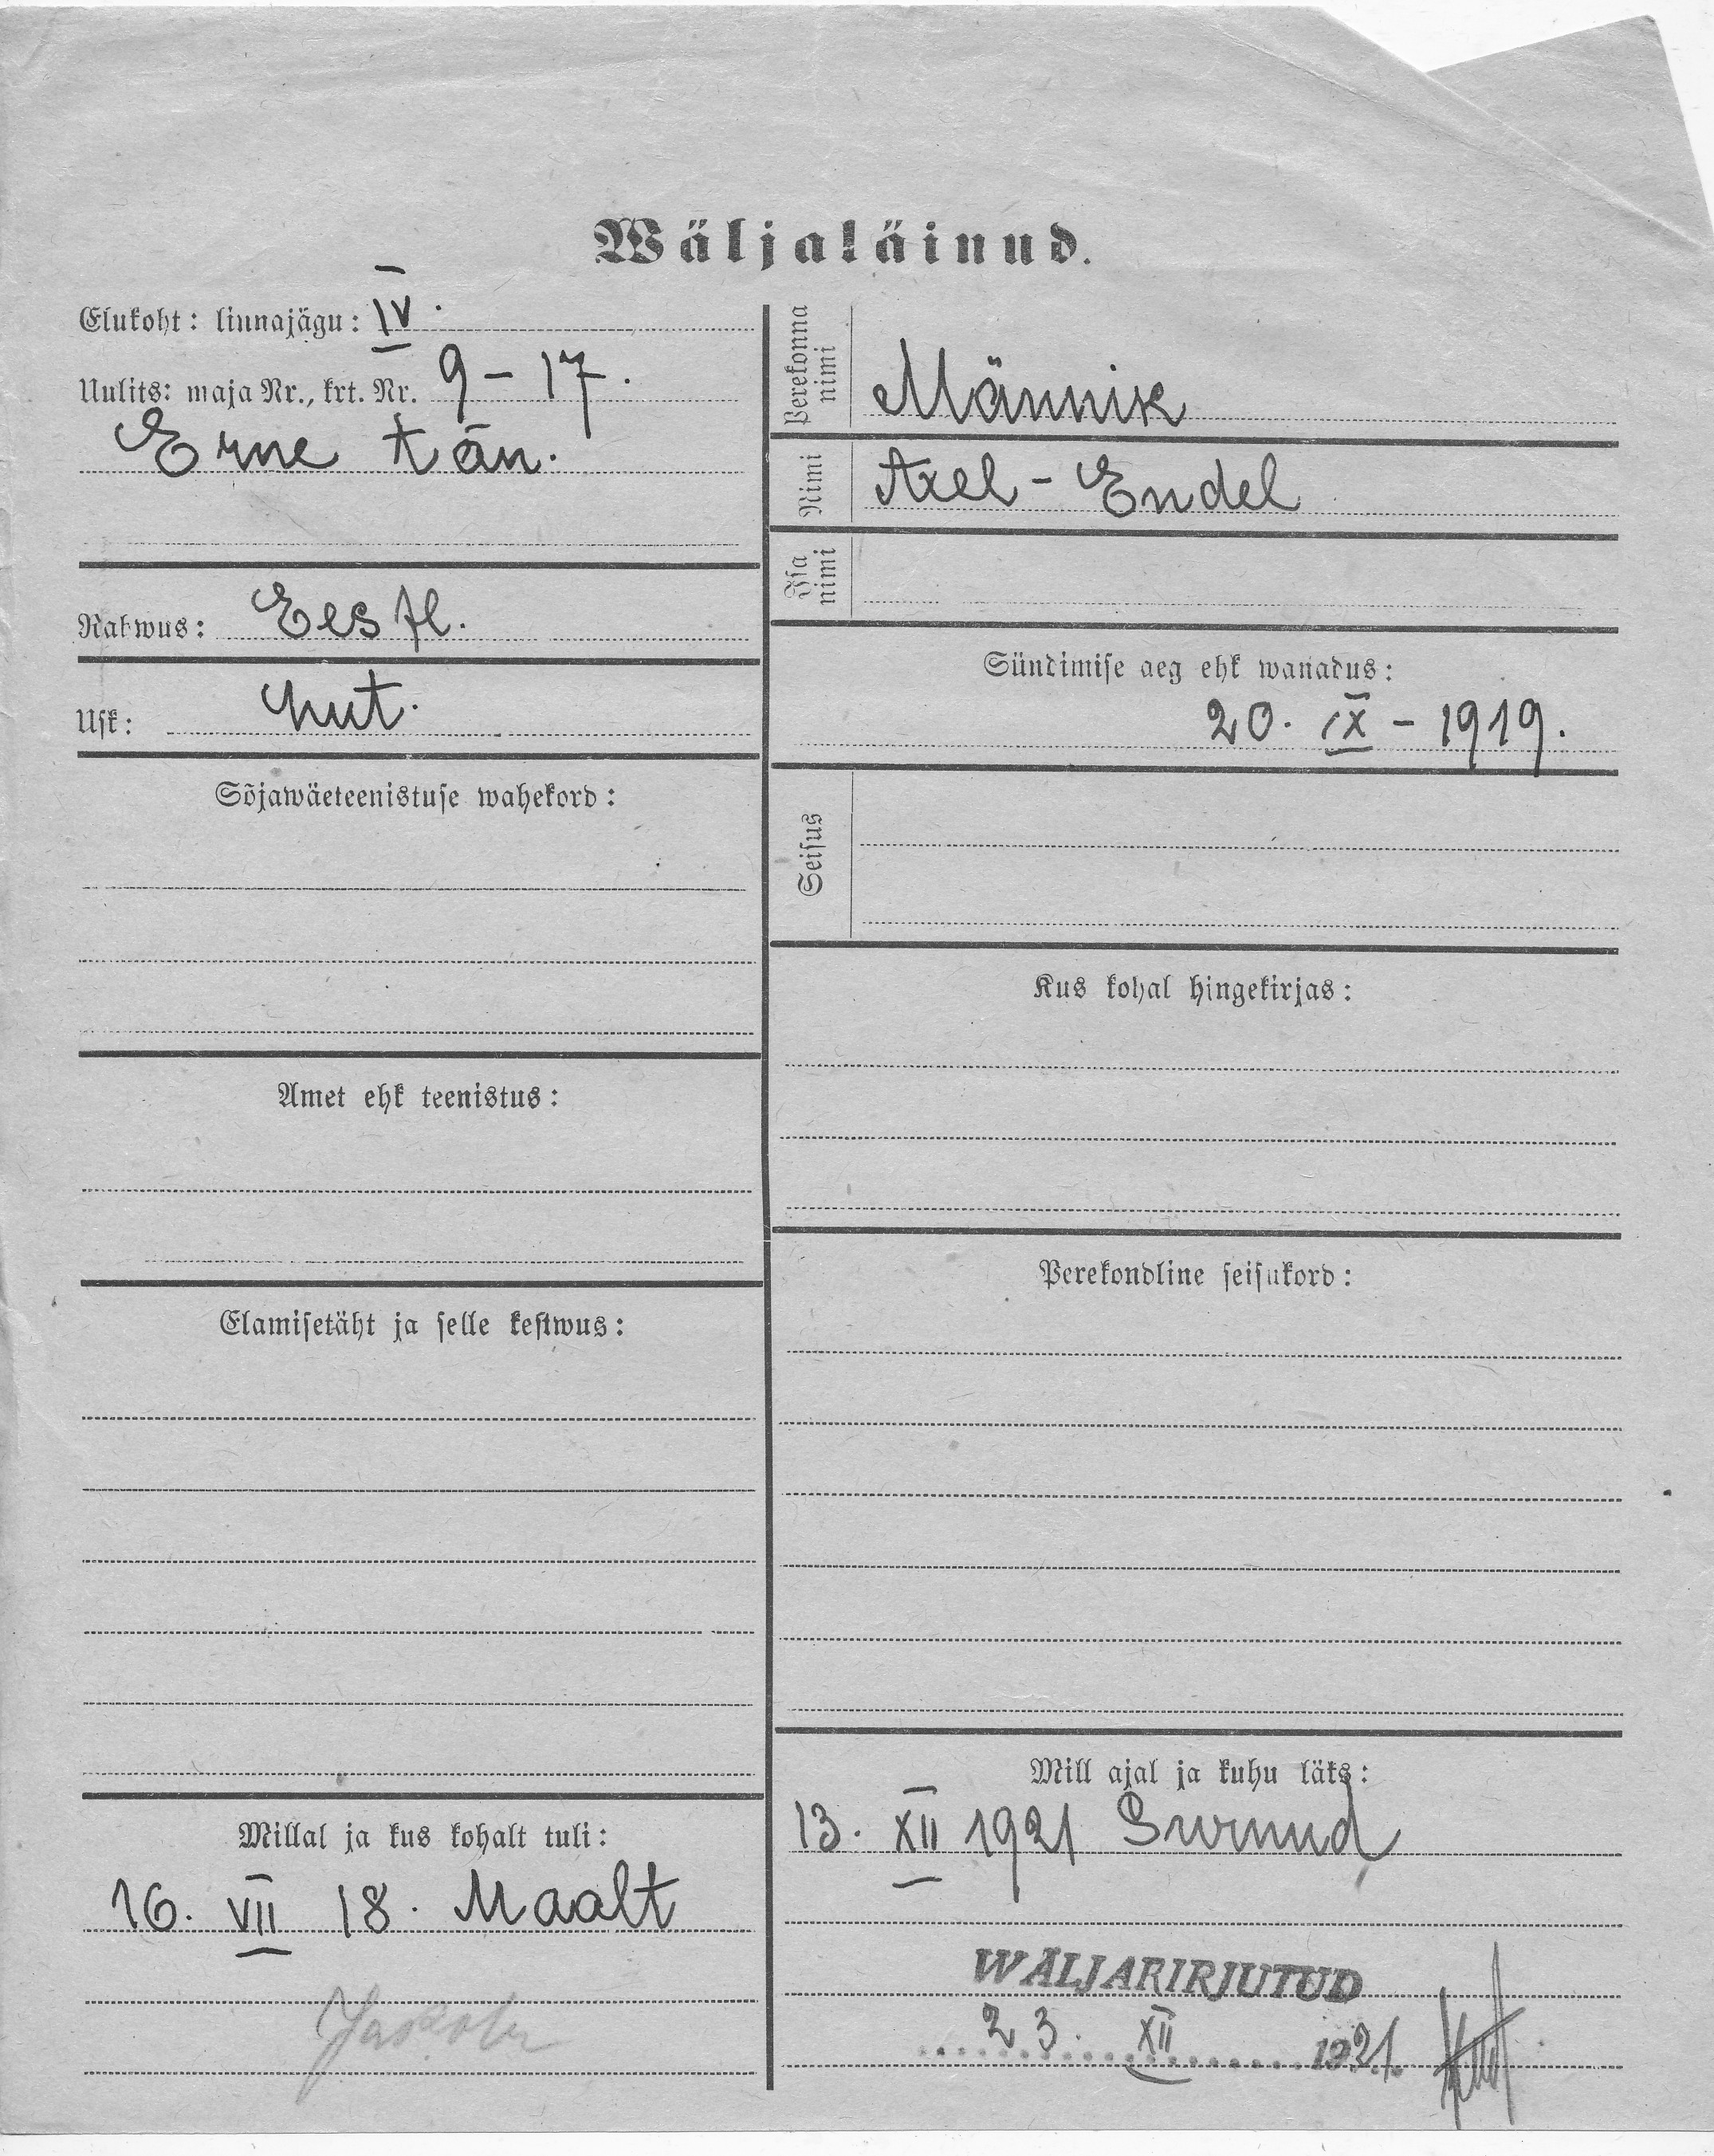 Wäljaläinud.
Elukoht: linnajägu: IV.
Uulits: maja Nr., krt. Nr. 9 – 17.
Erne tän.
Rahwus: Eestl.
Usk: Lut.
Sõjawäeteenistuse wahekord:
Amet ehk teenistus:
Elamisetäht ja selle kestwus:
Millal ja kus kohalt tuli:
16. VII 18. Maalt
Perekonna nimi Männik
Nimi Axel - Endel
Isa nimi
Sündimise aeg ehk wanadus:
20. IX – 1919.
Seisus
Kus kohal hingekirjas:
Perekondline seisukord:
Mill ajal ja kuhu läks:
13. XII 1921 Surnud
WÄLJARIRJUTUD
23. XII 1921.